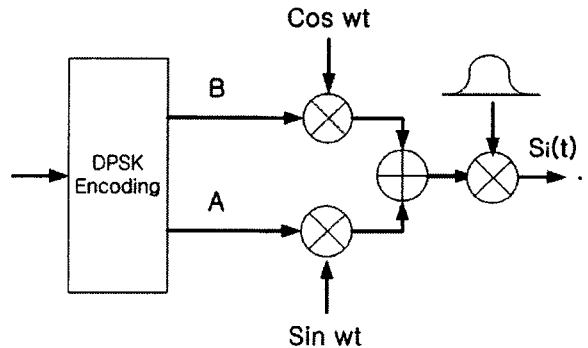 Cos wt
B
DPSK
Encoding
Si(t)
A
Sin wt